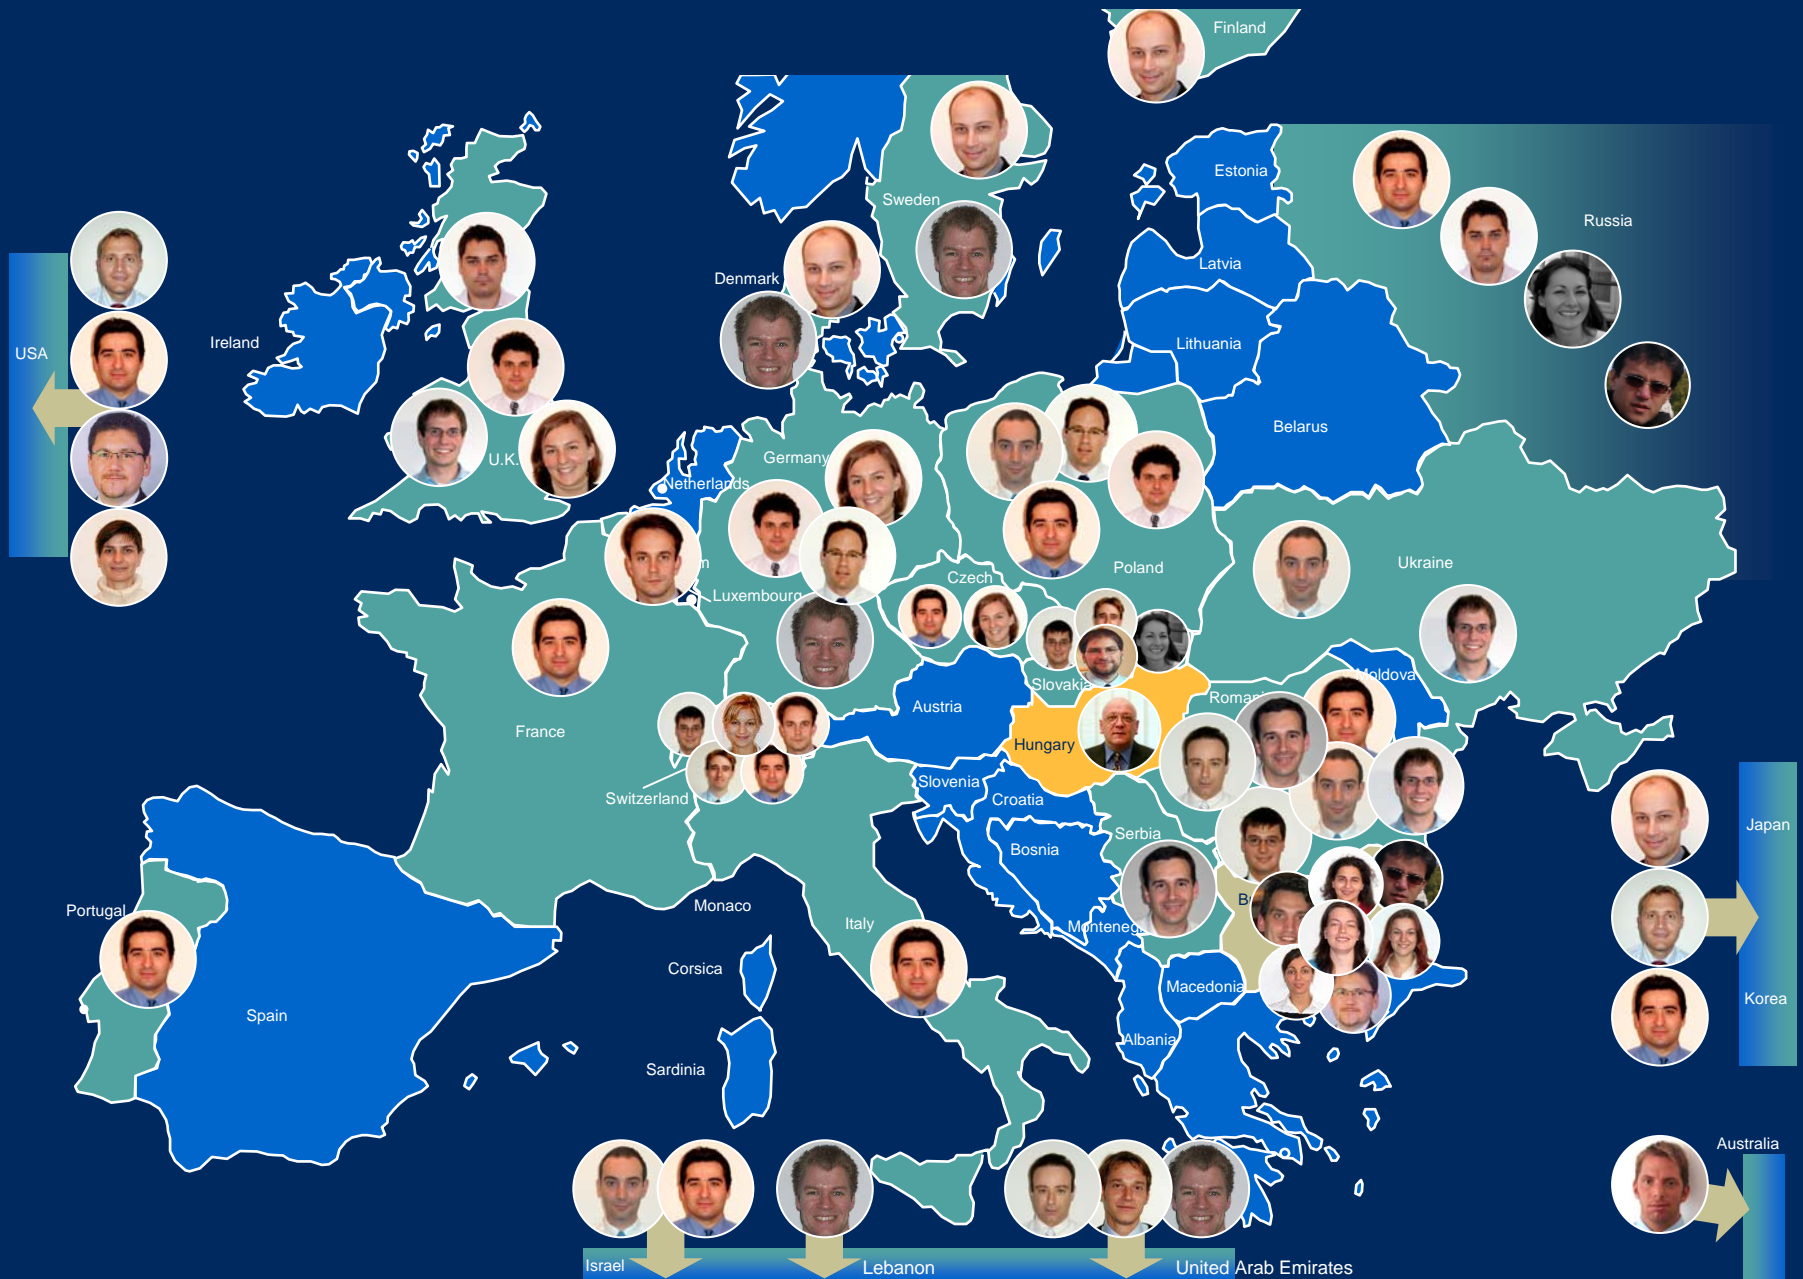 Finland
Estonia
Sweden
Russia
Latvia
Denmark
Ireland
USA
Lithuania
Belarus
U.K.
Germany
Netherlands
Ukraine
Poland
Czech
Luxembourg
Slovakia
Moldova
Austria
France
Hungary
Slovenia
Switzerland
Croatia
Japan
Serbia
Bosnia
Monaco
Portugal
Italy
Corsica
Macedonia
Korea
Spain
Albania
Sardinia
Australia
Israel
Lebanon
United Arab Emirates